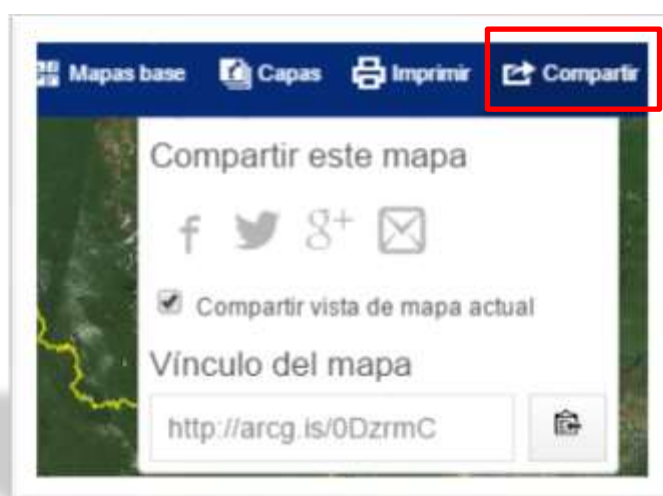 Mapas base Capas Imprimir Compartir
Compartir este mapa
Compartir vista de mapa actual
Vínculo del mapa
http://arcg.is/0DzrmC